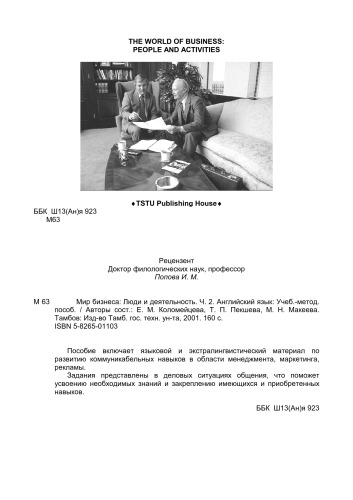 THE WORLD OF BUSINESS:
PEOPLE AND ACTIVITIES
♦TSTU Publishing House♦
ББК Ш13(Ан)я 923
М63
Рецензент
Доктор филологических наук, профессор
Попова И. М.
М 63 Мир бизнеса: Люди и деятельность. Ч. 2. Английский язык: Учеб.-метод.
пособ. / Авторы сост.: Е. М. Коломейцева, Т. П. Пекшева, М. Н. Макеева.
Тамбов: Изд-во Тамб. гос. техн. ун-та, 2001. 160 с.
ISBN 5-8265-01103
Пособие включает языковой и экстралингвистический материал по
развитию коммуникабельных навыков в области менеджмента, маркетинга,
рекламы.
Задания представлены в деловых ситуациях общения, что поможет
усвоению необходимых знаний и закреплению имеющихся и приобретенных
навыков.
ББК Ш13(Ан)я 923